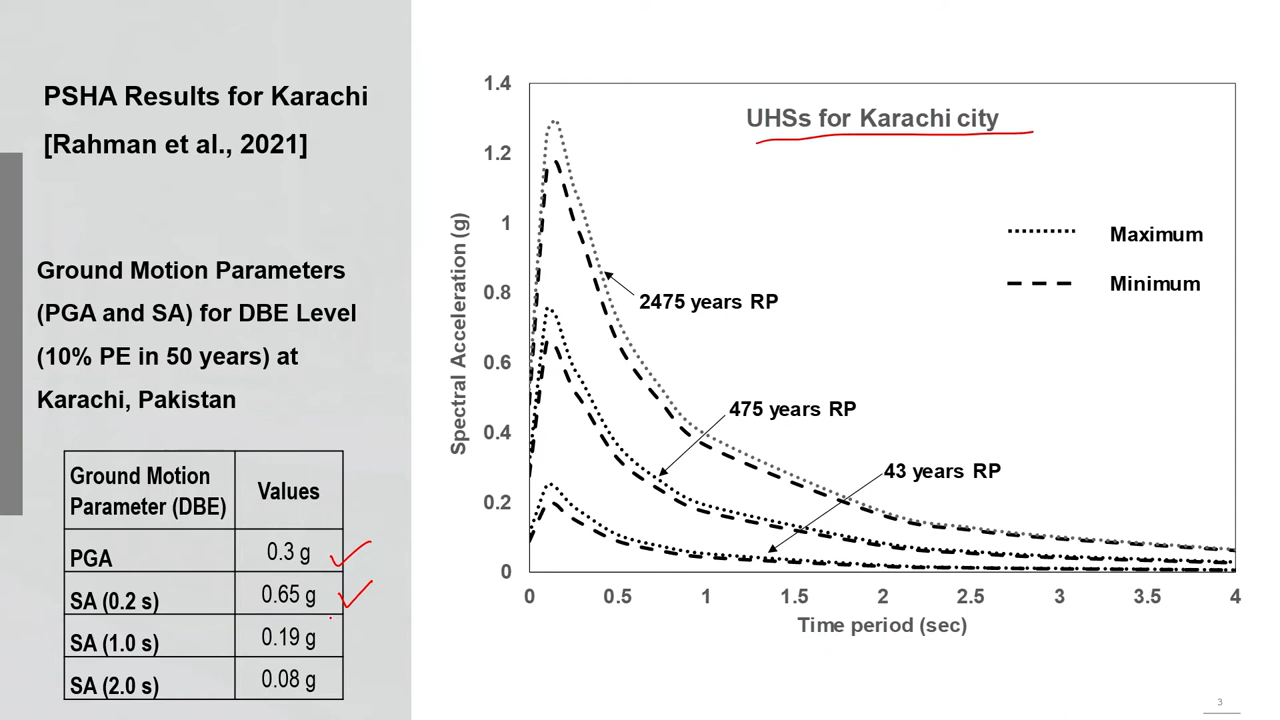 PSHA Results for Karachi
[Rahman et al., 2021]
Ground Motion Parameters
(PGA and SA) for DBE Level
(10% PE in 50 years) at
Karachi, Pakistan
Ground Motion
Parameter (DBE)
Values
PGA
0.3 g
SA (0.2 s)
0.65 g
SA (1.0 s)
0.19 g
SA (2.0 s)
0.08 g
UHSs for Karachi city
Maximum
Minimum
2475 years RP
475 years RP
43 years RP
Spectral Acceleration (g)
1.4
1.2
1
0.8
0.6
0.4
0.2
0
0
0.5
1
1.5
2
2.5
3
3.5
4
Time period (sec)
3